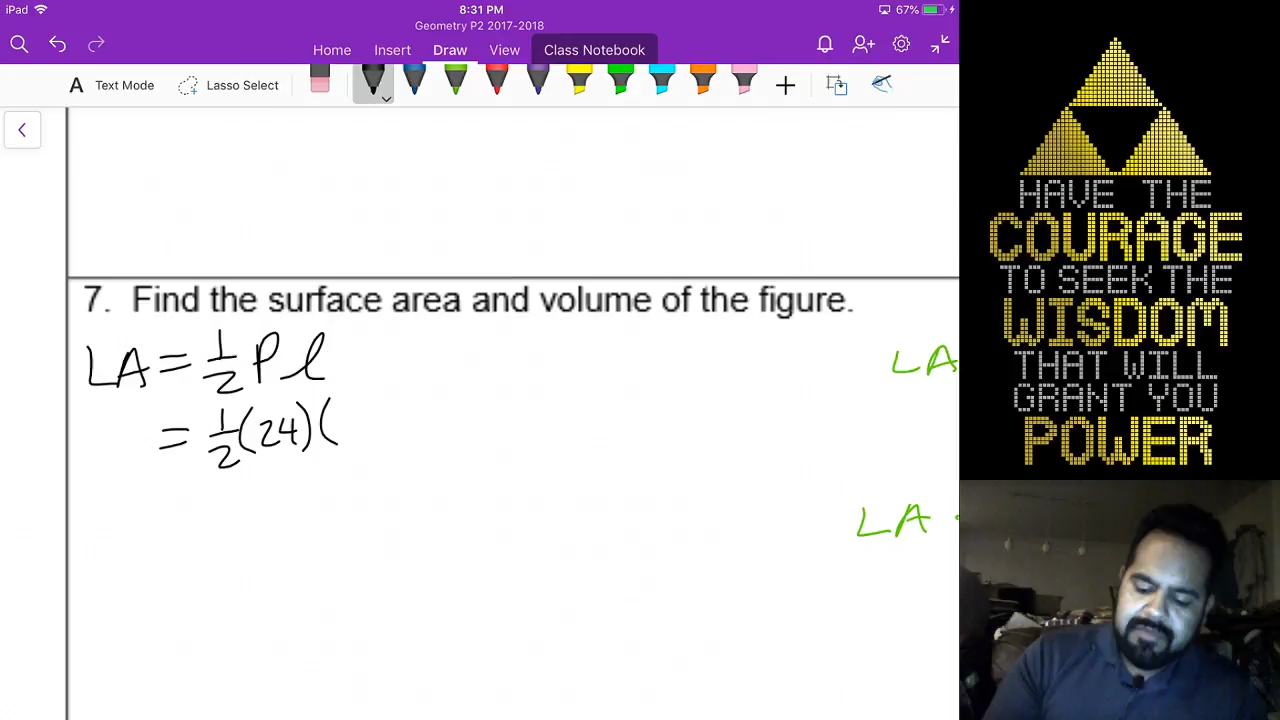 iPad
8:31 PM
67%
Geometry P2 2017-2018
Home Insert Draw View Class Notebook
A Text Mode Lasso Select
7. Find the surface area and volume of the figure.
LA = 1/2 P l
= 1/2 (24)(
LA
LA
HAVE THE
COURAGE
TO SEEK THE
WISDOM
THAT WILL
GRANT YOU
POWER